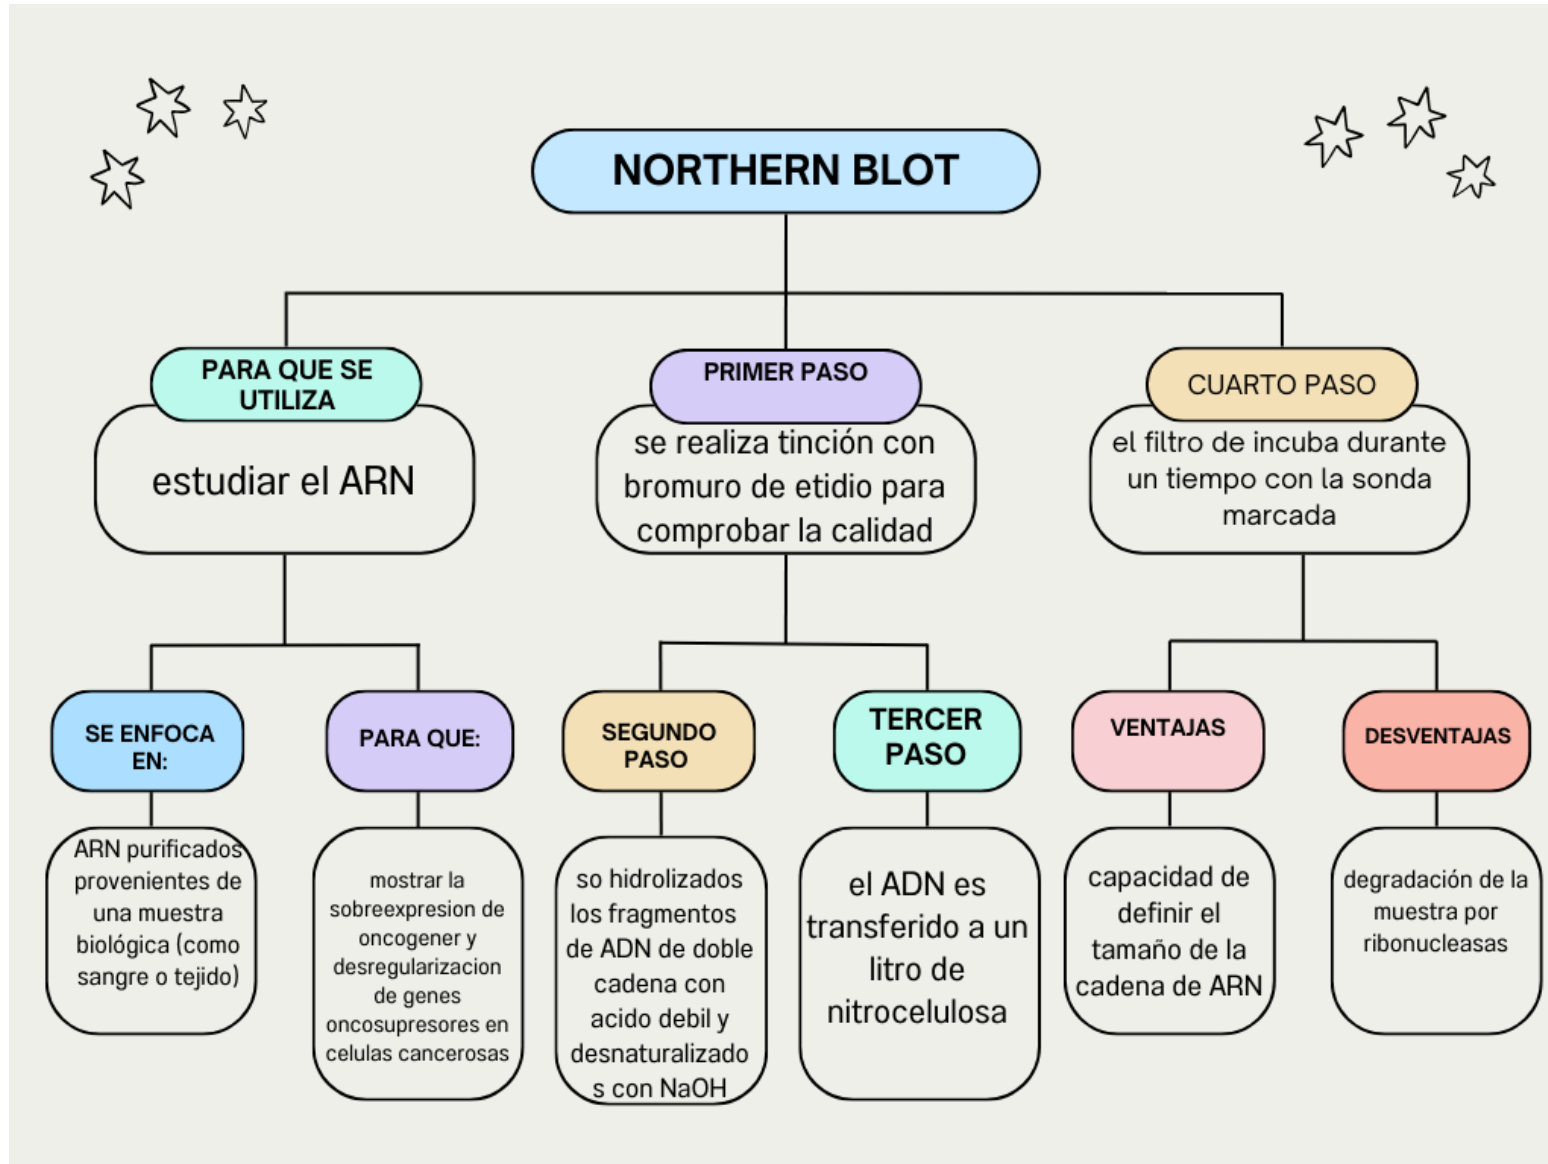 NORTHERN BLOT
PARA QUE SE
UTILIZA
estudiar el ARN
PRIMER PASO
se realiza tinción con
bromuro de etidio para
comprobar la calidad
CUARTO PASO
el filtro de incuba durante
un tiempo con la sonda
marcada
SE ENFOCA
EN:
ARN purificados
provenientes de
una muestra
biológica (como
sangre o tejido)
PARA QUE:
mostrar la
sobreexpresion de
oncogener y
desregularizacion
de genes
oncosupresores en
celulas cancerosas
SEGUNDO
PASO
so hidrolizados
los fragmentos
de ADN de doble
cadena con
acido debil y
desnaturalizado
s con NaOH
TERCER
PASO
el ADN es
transferido a un
litro de
nitrocelulosa
VENTAJAS
capacidad de
definir el
tamaño de la
cadena de ARN
DESVENTAJAS
degradación de la
muestra por
ribonucleasas